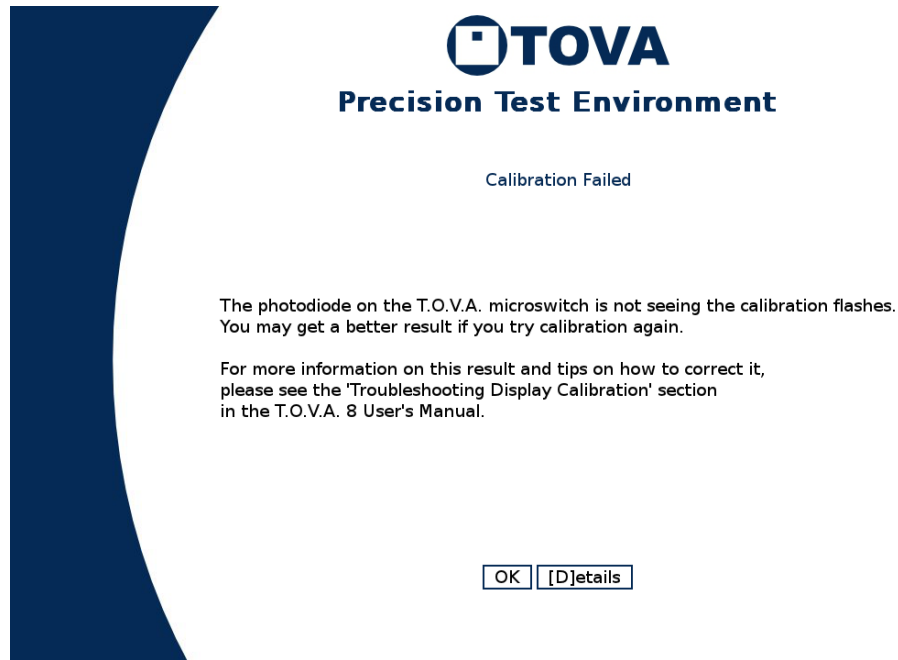 TOVA
Precision Test Environment
Calibration Failed
The photodiode on the T.O.V.A. microswitch is not seeing the calibration flashes.
You may get a better result if you try calibration again.
For more information on this result and tips on how to correct it,
please see the 'Troubleshooting Display Calibration' section
in the T.O.V.A. 8 User's Manual.
OK [D]etails